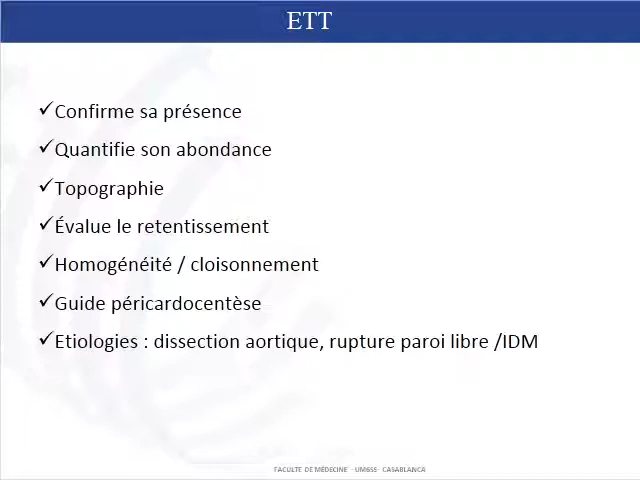 ETT
✓Confirme sa présence
✓Quantifie son abondance
✓Topographie
✓Évalue le retentissement
✓Homogénéité / cloisonnement
✓Guide péricardocentèse
✓Etiologies : dissection aortique, rupture paroi libre /IDM
FACULTE DE MÉDECINE - UM6SS- CASABLANCA